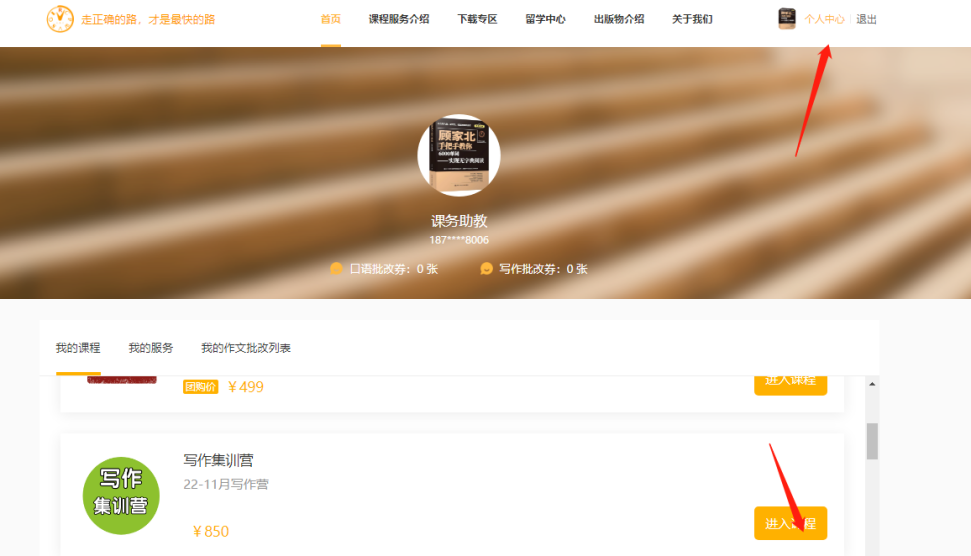 走正确的路，才是最快的路
首页 课程服务介绍 下载专区 留学中心 出版物介绍 关于我们
个人中心 退出
顾家北
手把手教你
课务助教
187****8006
口语批改券：0 张 写作批改券：0 张
我的课程 我的服务 我的作文批改列表
团购价 ￥499 进入课程
写作集训营
22-11月写作营
写作
集训营
￥850
进入课程